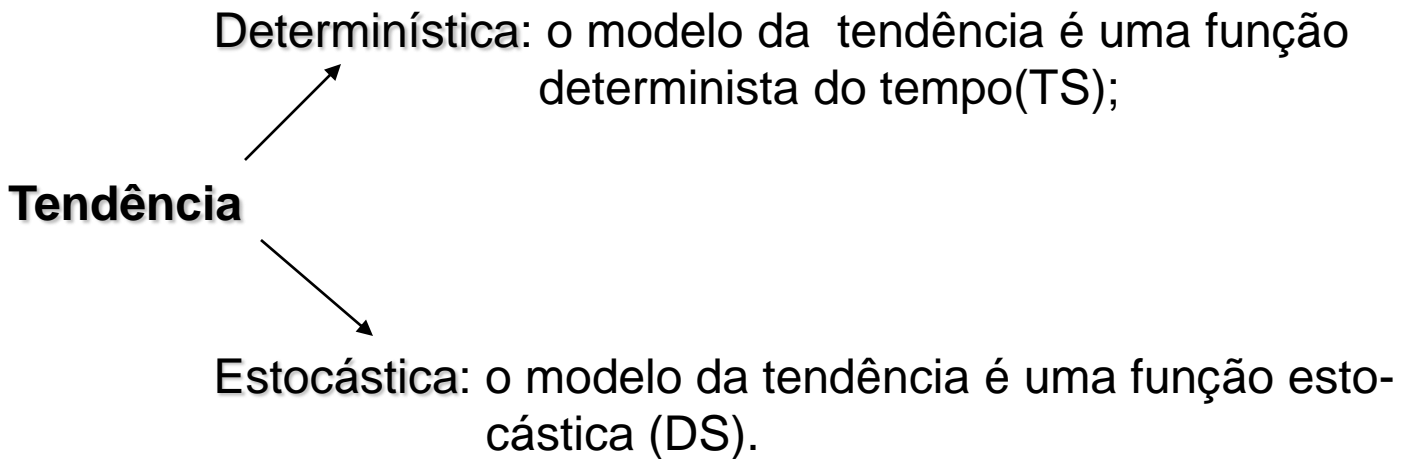 Determinística: o modelo da tendência é uma função
determinista do tempo(TS);
Tendência
Estocástica: o modelo da tendência é uma função esto-
cástica (DS).